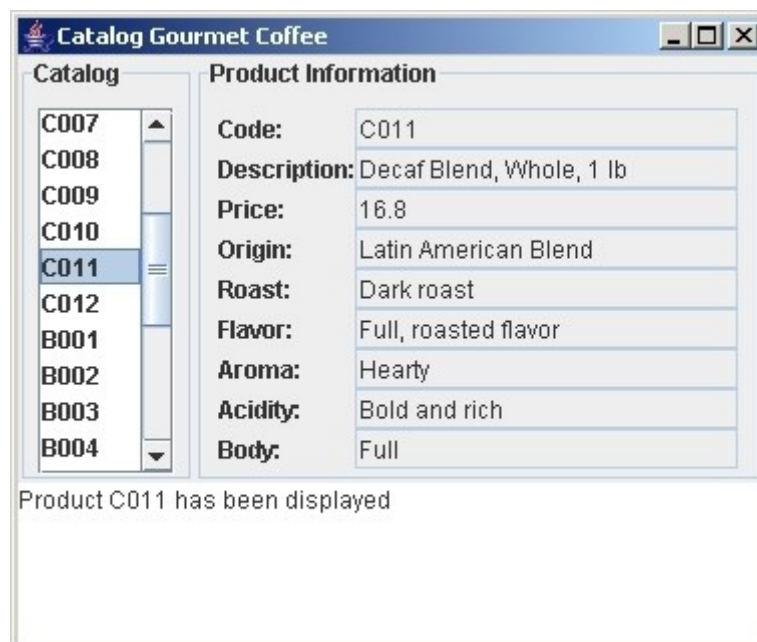 Catalog Gourmet Coffee
Catalog
C007
C008
C009
C010
C011
C012
B001
B002
B003
B004
Product Information
Code: C011
Description: Decaf Blend, Whole, 1 lb
Price: 16.8
Origin: Latin American Blend
Roast: Dark roast
Flavor: Full, roasted flavor
Aroma: Hearty
Acidity: Bold and rich
Body: Full
Product C011 has been displayed